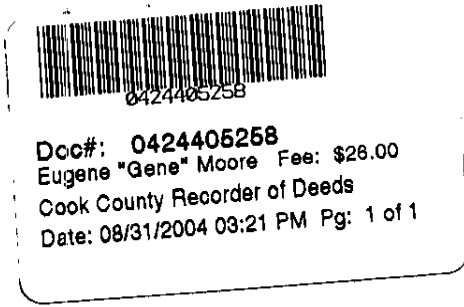 0424405258
Doc#: 0424405258
Eugene "Gene" Moore Fee: $26.00
Cook County Recorder of Deeds
Date: 08/31/2004 03:21 PM Pg: 1 of 1